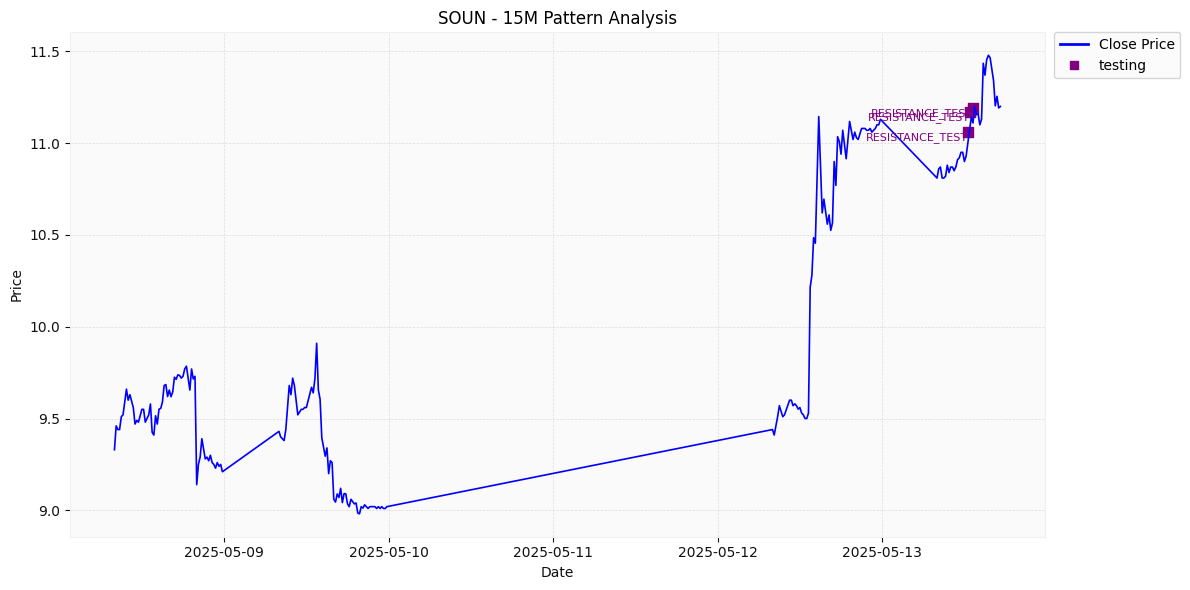 SOUN - 15M Pattern Analysis
Close Price
testing
11.5
11.0
10.5
10.0
9.5
9.0
Price
RESISTANCE_TEST
RESISTANCE_TEST
RESISTANCE_TEST
2025-05-09
2025-05-10
2025-05-11
2025-05-12
2025-05-13
Date